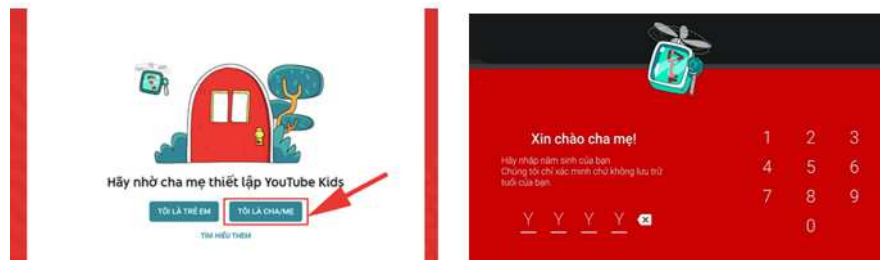 Hãy nhờ cha mẹ thiết lập YouTube Kids
TÔI LÀ TRẺ EM
TÔI LÀ CHA/MẸ
TÌM HIỂU THÊM
Xin chào cha mẹ!
Hãy nhập năm sinh của bạn
Chúng tôi chỉ xác minh chứ không lưu trữ
tuổi của bạn.
Y Y Y Y
1 2 3
4 5 6
7 8 9
0